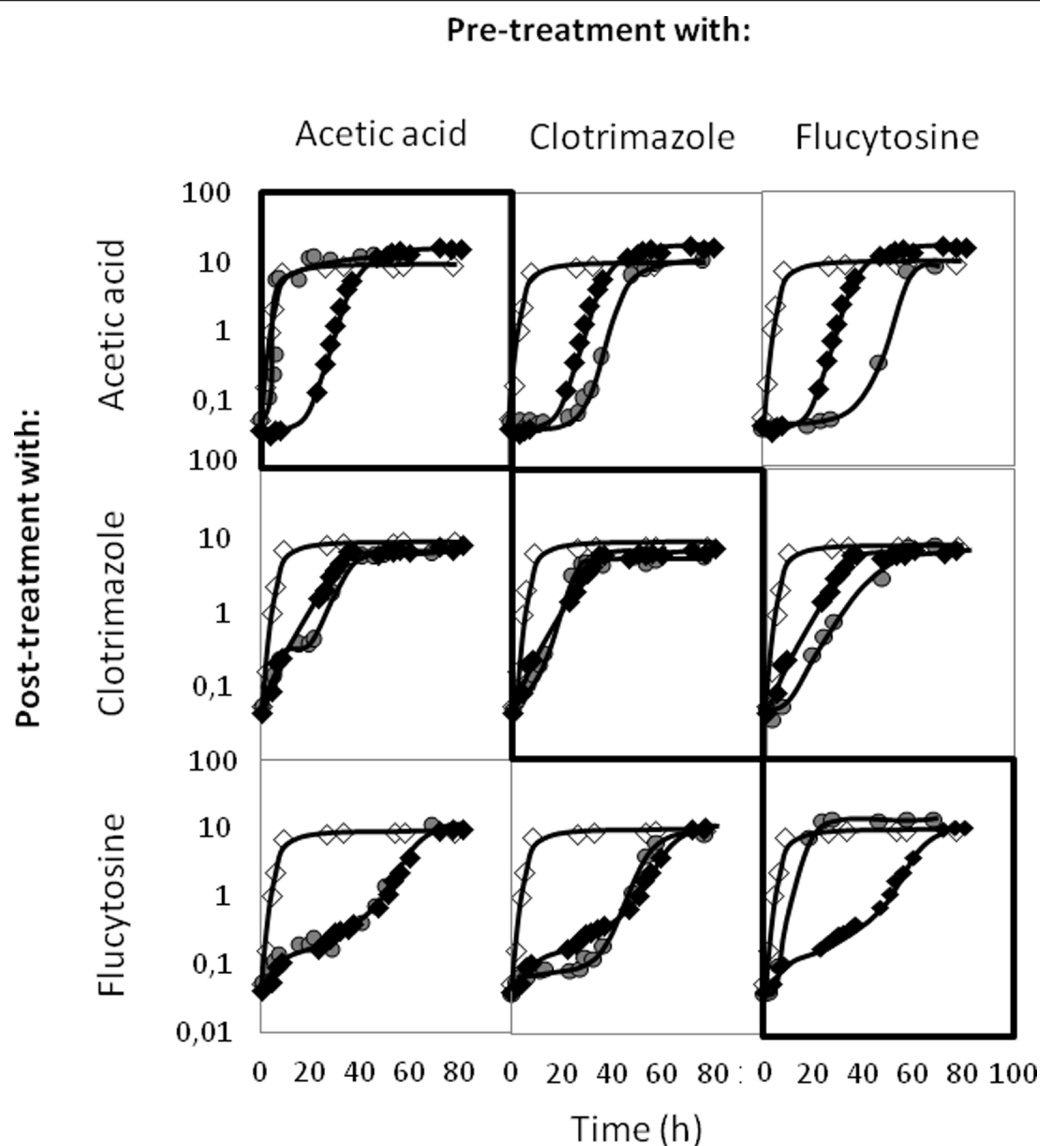 Pre-treatment with:
Acetic acid
Clotrimazole
Flucytosine
Post-treatment with:
Acetic acid
100
10
1
0,1
100
Clotrimazole
10
1
0,1
100
Flucytosine
10
1
0,1
0,01
0 20 40 60 80 0 20 40 60 80 : 0 20 40 60 80 100
Time (h)